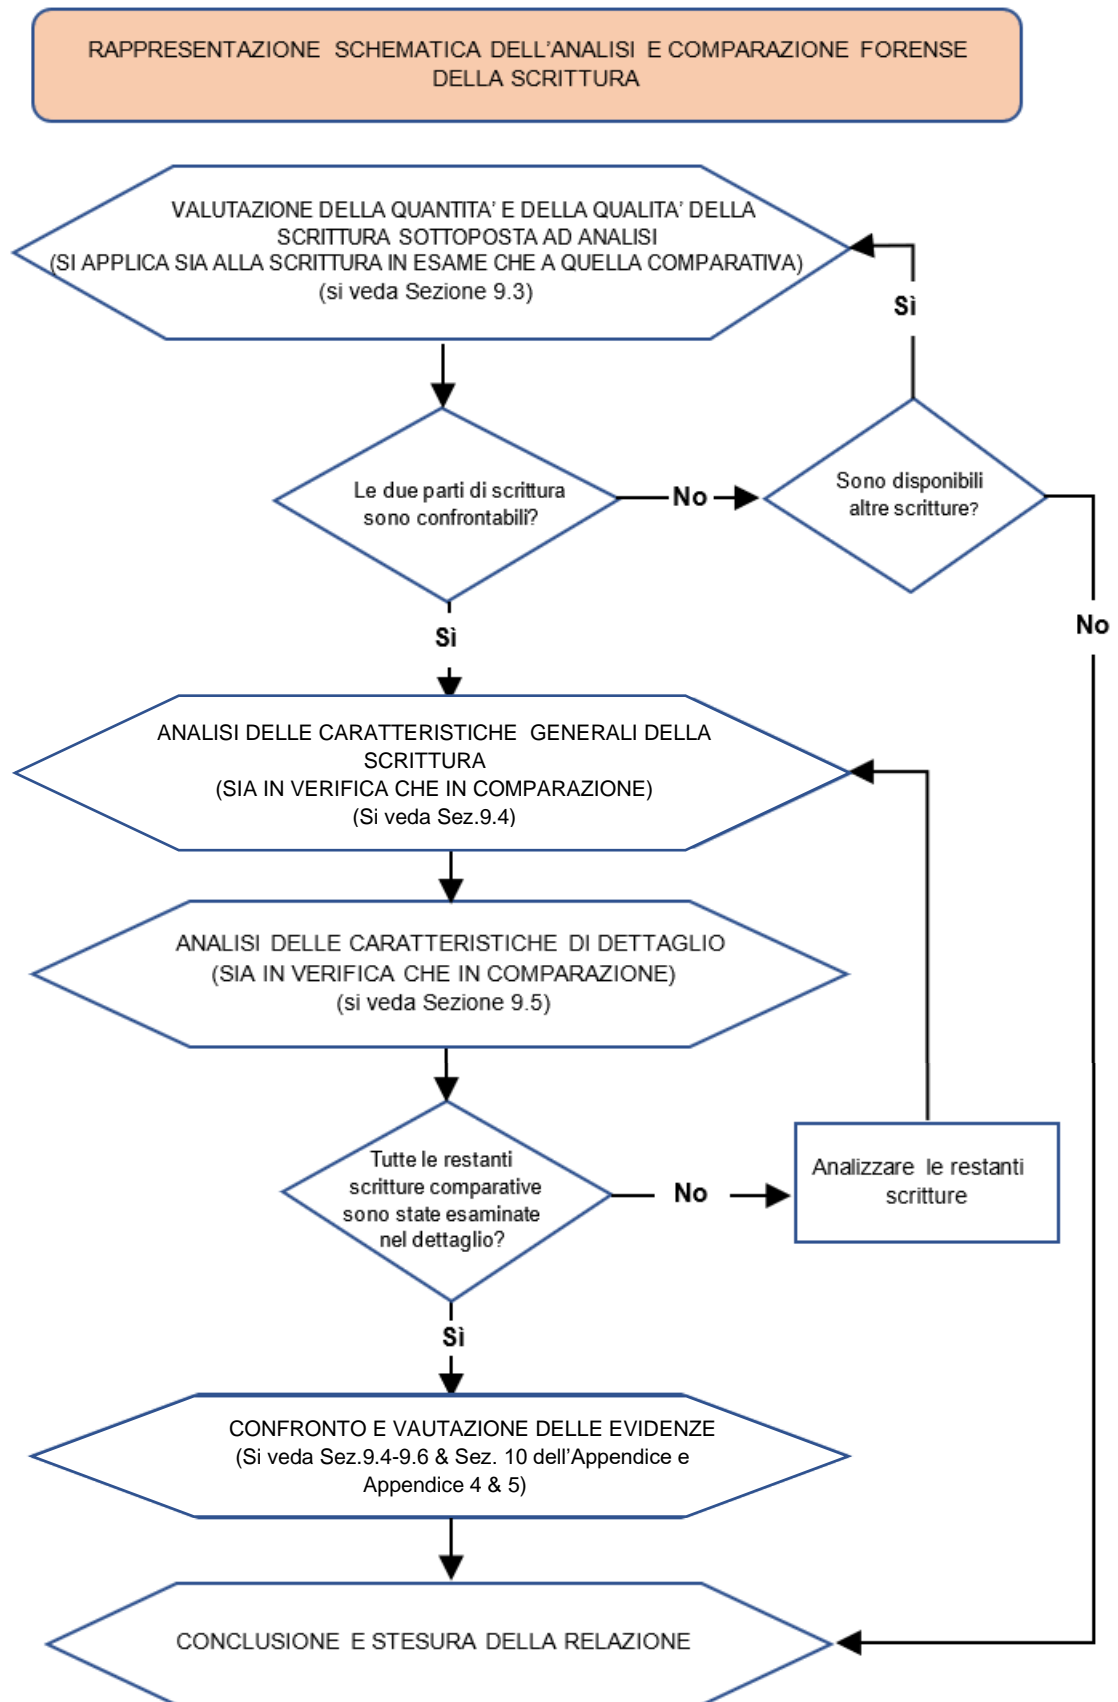 RAPPRESENTAZIONE SCHEMATICA DELL'ANALISI E COMPARAZIONE FORENSE
DELLA SCRITTURA
VALUTAZIONE DELLA QUANTITA' E DELLA QUALITA' DELLA
SCRITTURA SOTTOPOSTA AD ANALISI
(SI APPLICA SIA ALLA SCRITTURA IN ESAME CHE A QUELLA COMPARATIVA)
(si veda Sezione 9.3)
Sì
Le due parti di scrittura
sono confrontabili?
No
Sono disponibili
altre scritture?
No
Sì
ANALISI DELLE CARATTERISTICHE GENERALI DELLA
SCRITTURA
(SIA IN VERIFICA CHE IN COMPARAZIONE)
(Si veda Sez.9.4)
ANALISI DELLE CARATTERISTICHE DI DETTAGLIO
(SIA IN VERIFICA CHE IN COMPARAZIONE)
(si veda Sezione 9.5)
Tutte le restanti
scritture comparative
sono state esaminate
nel dettaglio?
No
Analizzare le restanti
scritture
Sì
CONFRONTO E VAUTAZIONE DELLE EVIDENZE
(Si veda Sez.9.4-9.6 & Sez. 10 dell'Appendice e
Appendice 4 & 5)
CONCLUSIONE E STESURA DELLA RELAZIONE